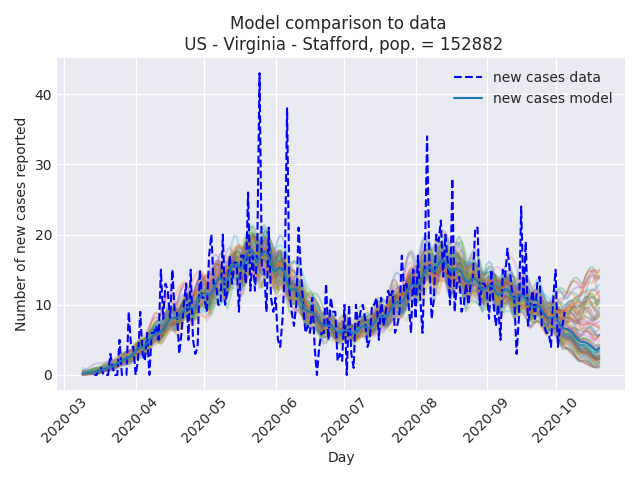 Model comparison to data
US - Virginia - Stafford, pop. = 152882
new cases data
new cases model
Number of new cases reported
40
30
20
10
0
2020-03
2020-04
2020-05
2020-06
2020-07
2020-08
2020-09
2020-10
Day